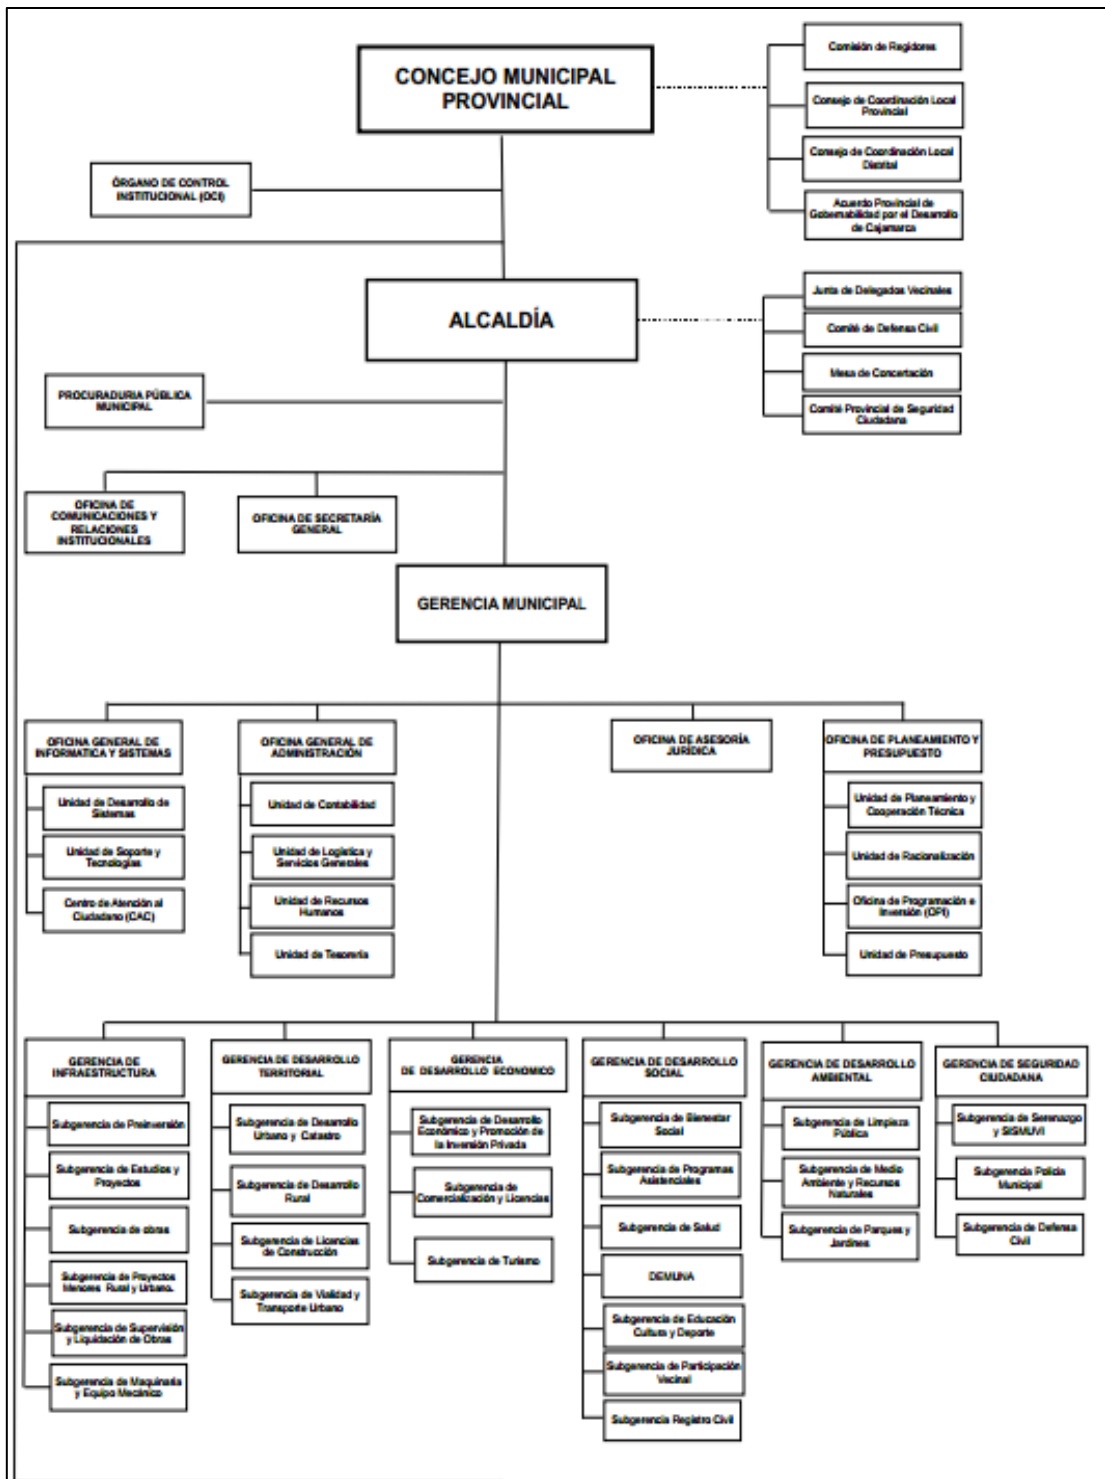 CONCEJO MUNICIPAL
PROVINCIAL
Comisión de Regidores
Consejo de Coordinación Local
Provincial
Consejo de Coordinación Local
Distrital
Acuerdo Provincial de
Gobernabilidad por el Desarrollo
de Cajamarca
ÓRGANO DE CONTROL
INSTITUCIONAL (OCI)
ALCALDÍA
Junta de Delegados Vecinales
Comité de Defensa Civil
Mesa de Concertación
Comité Provincial de Seguridad
Ciudadana
PROCURADURIA PÚBLICA
MUNICIPAL
OFICINA DE
COMUNICACIONES Y
RELACIONES
INSTITUCIONALES
OFICINA DE SECRETARÍA
GENERAL
GERENCIA MUNICIPAL
OFICINA GENERAL DE
INFORMATICA Y SISTEMAS
Unidad de Desarrollo de
Sistemas
Unidad de Soporte y
Tecnologías
Centro de Atención al
Ciudadano (CAC)
OFICINA GENERAL DE
ADMINISTRACIÓN
Unidad de Contabilidad
Unidad de Logística y
Servicios Generales
Unidad de Recursos
Humanos
Unidad de Tesorería
OFICINA DE ASESORÍA
JURÍDICA
OFICINA DE PLANEAMIENTO Y
PRESUPUESTO
Unidad de Planeamiento y
Cooperación Técnica
Unidad de Racionalización
Oficina de Programación e
Inversión (OPI)
Unidad de Presupuesto
GERENCIA DE
INFRAESTRUCTURA
Subgerencia de Preinversión
Subgerencia de Estudios y
Proyectos
Subgerencia de obras
Subgerencia de Proyectos
Menores Rural y Urbano.
Subgerencia de Supervisión
y Liquidación de Obras
Subgerencia de Maquinaria
y Equipo Mecánico
GERENCIA DE DESARROLLO
TERRITORIAL
Subgerencia de Desarrollo
Urbano y Catastro
Subgerencia de Desarrollo
Rural
Subgerencia de Licencias
de Construcción
Subgerencia de Vialidad y
Transporte Urbano
GERENCIA
DE DESARROLLO ECONOMICO
Subgerencia de Desarrollo
Económico y Promoción de
la Inversión Privada
Subgerencia de
Comercialización y Licencias
Subgerencia de Turismo
GERENCIA DE DESARROLLO
SOCIAL
Subgerencia de Bienestar
Social
Subgerencia de Programas
Asistenciales
Subgerencia de Salud
DEMUNA
Subgerencia de Educación
Cultura y Deporte
Subgerencia de Participación
Vecinal
Subgerencia Registro Civil
GERENCIA DE DESARROLLO
AMBIENTAL
Subgerencia de Limpieza
Pública
Subgerencia de Medio
Ambiente y Recursos
Naturales
Subgerencia de Parques y
Jardines
GERENCIA DE SEGURIDAD
CIUDADANA
Subgerencia de Serenazgo
y SISMUVI
Subgerencia Policia
Municipal
Subgerencia de Defensa
Civil